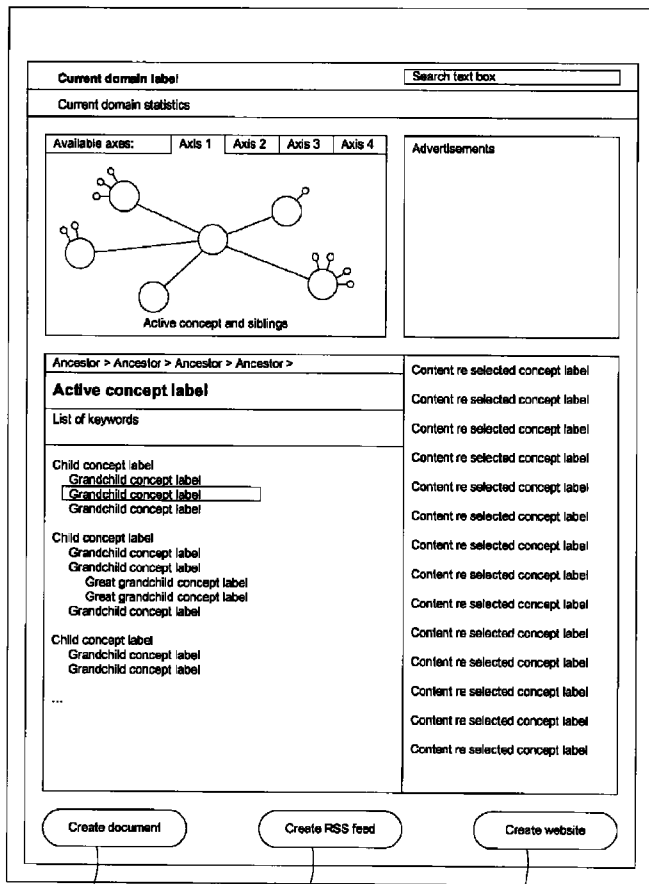 Current domain label
Search text box
Current domain statistics
Available axes:
Axis 1
Axis 2
Axis 3
Axis 4
Advertisements
Active concept and siblings
Ancestor > Ancestor > Ancestor > Ancestor >
Active concept label
List of keywords
Child concept label
Grandchild concept label
Grandchild concept label
Grandchild concept label
Child concept label
Grandchild concept label
Grandchild concept label
Great grandchild concept label
Great grandchild concept label
Grandchild concept label
Child concept label
Grandchild concept label
Grandchild concept label
...
Content re selected concept label
Content re selected concept label
Content re selected concept label
Content re selected concept label
Content re selected concept label
Content re selected concept label
Content re selected concept label
Content re selected concept label
Content re selected concept label
Content re selected concept label
Content re selected concept label
Content re selected concept label
Content re selected concept label
Content re selected concept label
Create document
Create RSS feed
Create website